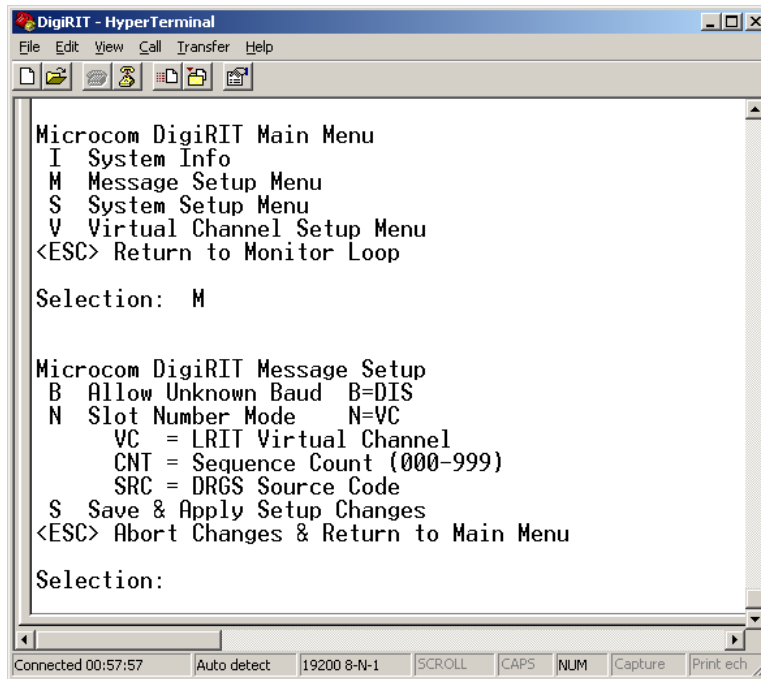 DigiRIT - HyperTerminal
File Edit View Call Transfer Help
Microcom DigiRIT Main Menu
I System Info
M Message Setup Menu
S System Setup Menu
V Virtual Channel Setup Menu
<ESC> Return to Monitor Loop
Selection: M
Microcom DigiRIT Message Setup
B Allow Unknown Baud B=DIS
N Slot Number Mode N=VC
VC = LRIT Virtual Channel
CNT = Sequence Count (000-999)
SRC = DRGS Source Code
S Save & Apply Setup Changes
<ESC> Abort Changes & Return to Main Menu
Selection:
Connected 00:57:57 Auto detect 19200 8-N-1 SCROLL CAPS NUM Capture Print ech